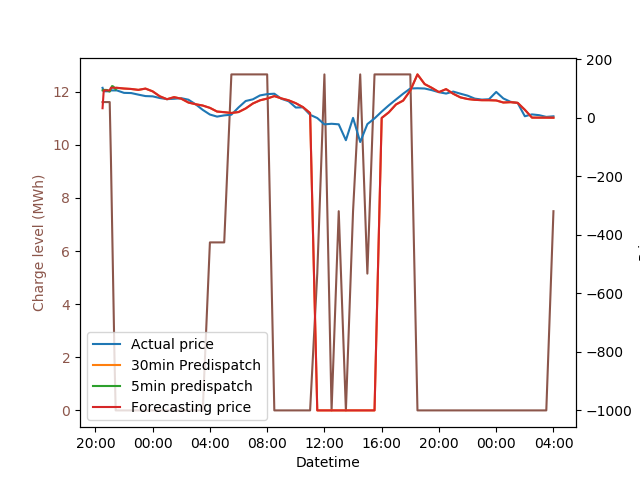 12
10
8
6
4
2
0
Charge level (MWh)
200
0
−200
−400
−600
−800
−1000
Actual price
30min Predispatch
5min predispatch
Forecasting price
20:00 00:00 04:00 08:00 12:00 16:00 20:00 00:00 04:00
Datetime